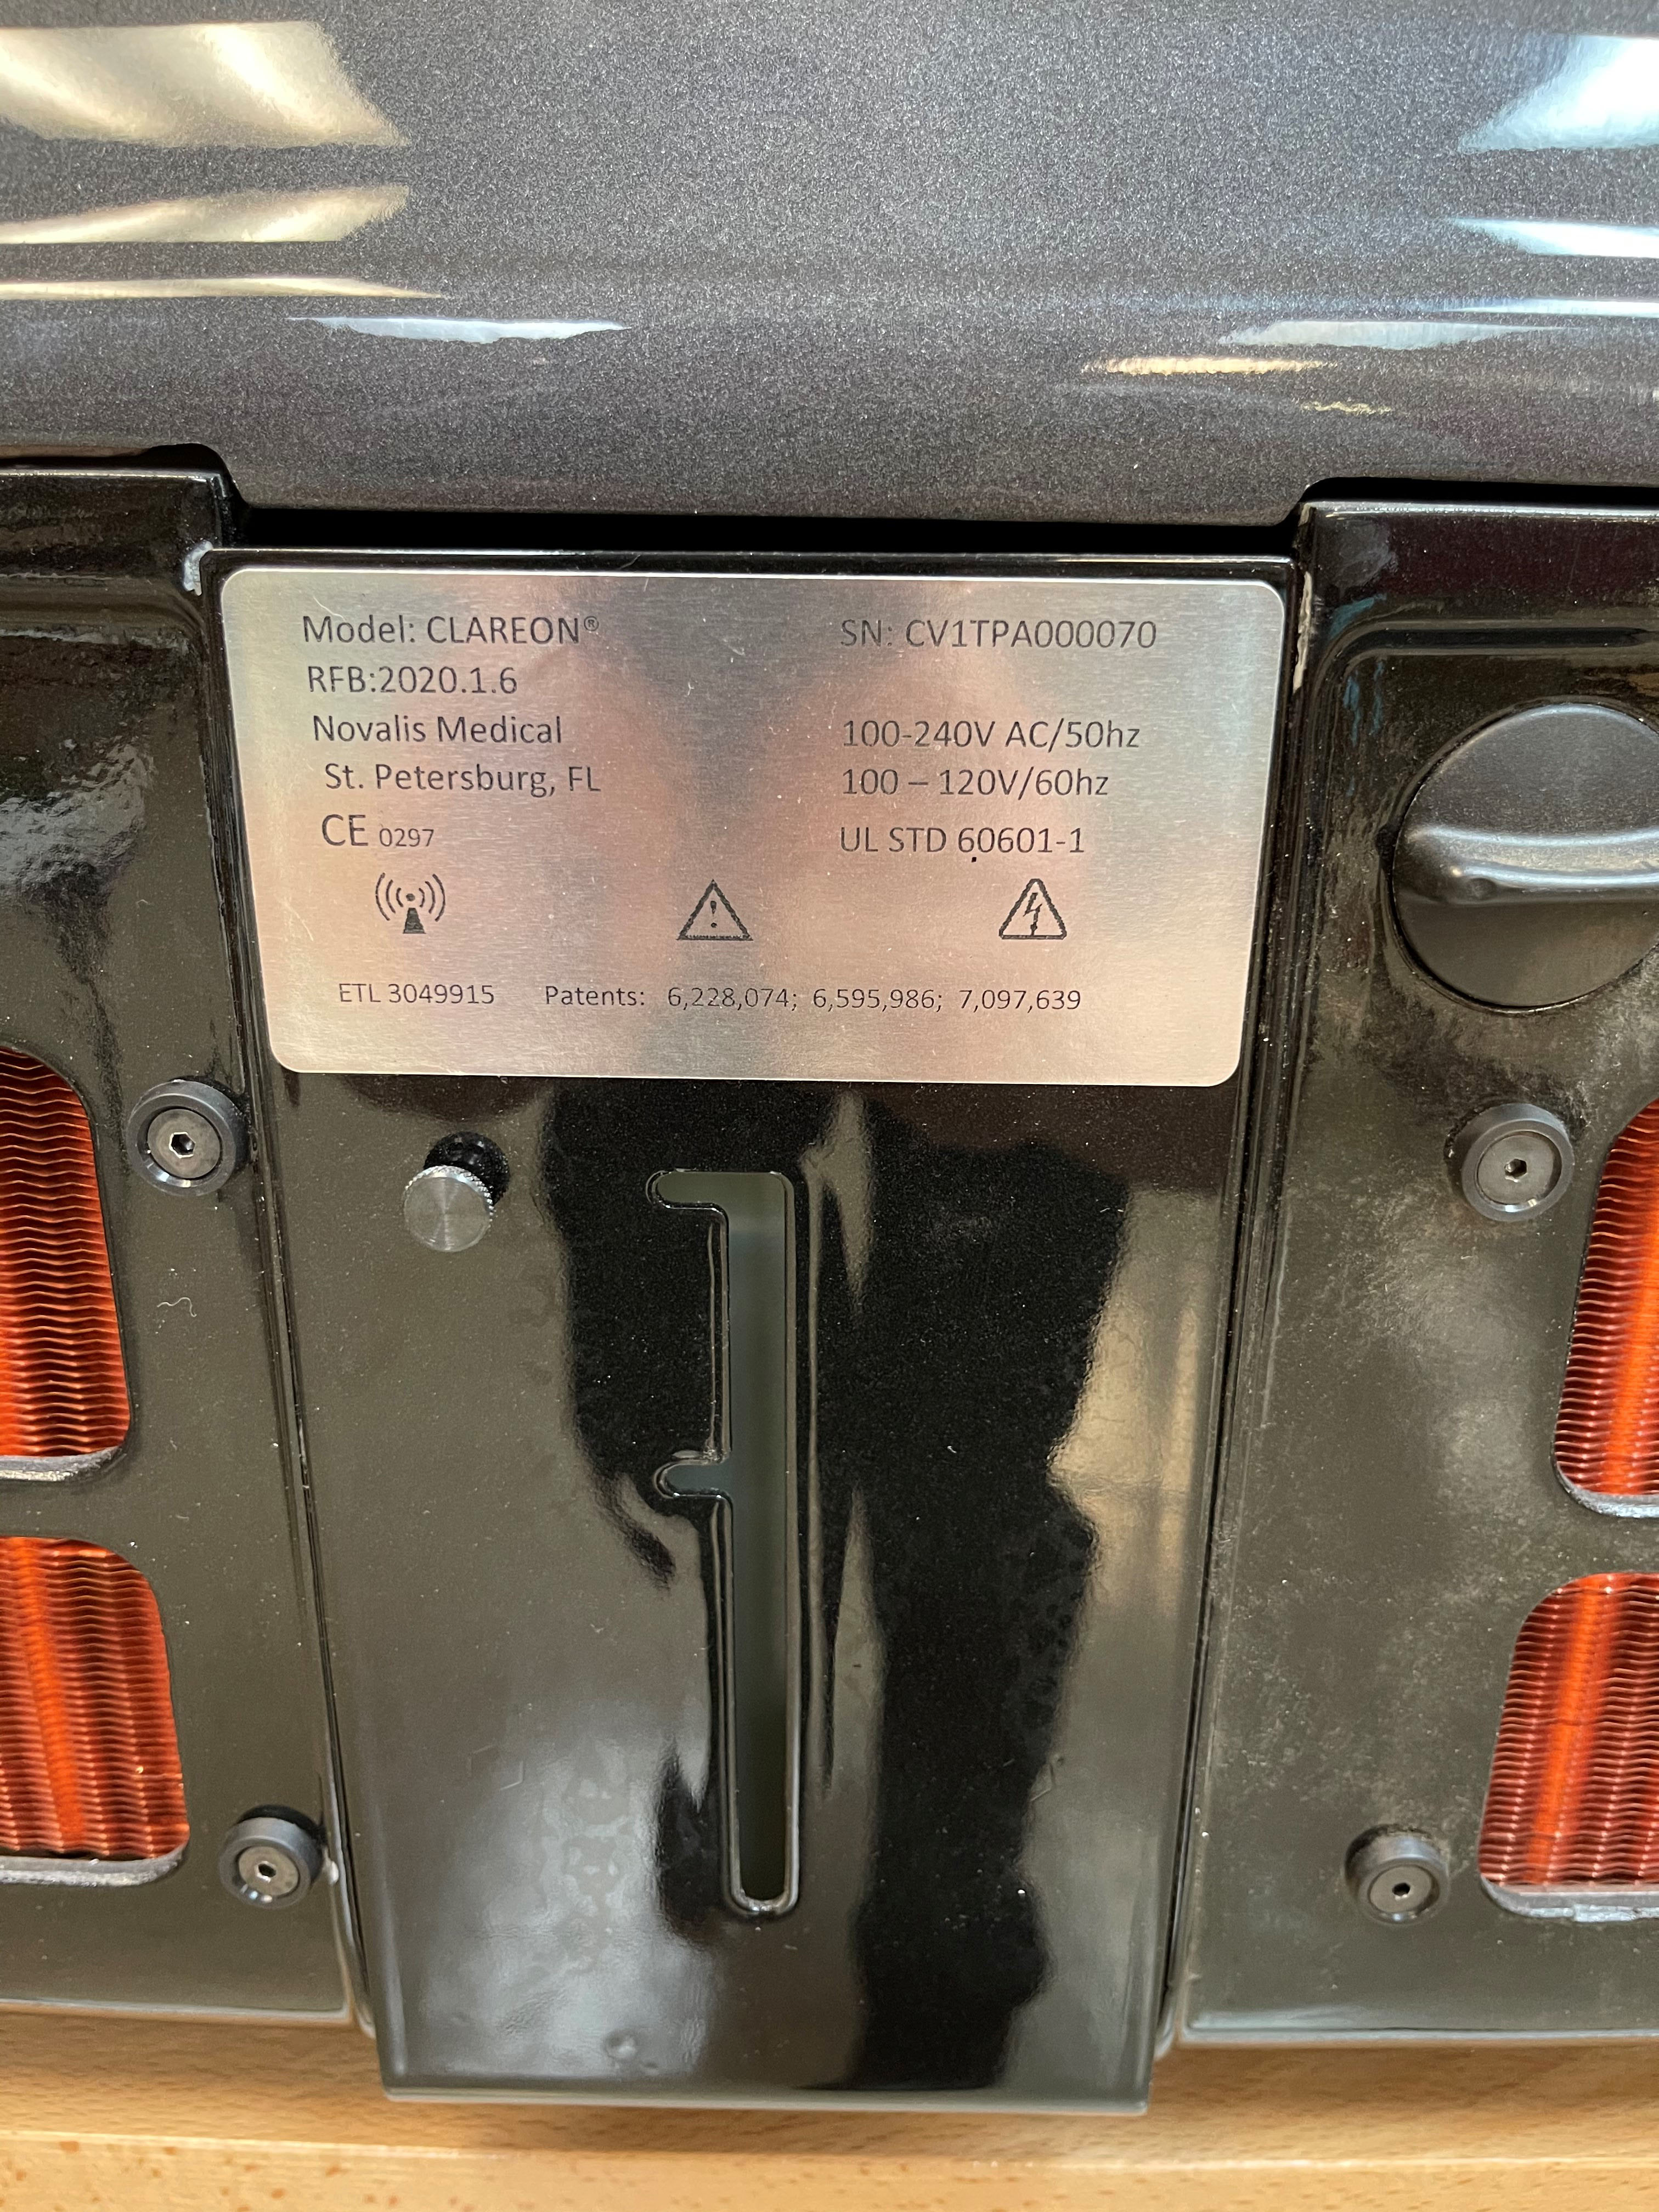 Model: CLAREON®
SN: CV1TPA000070
RFB:2020.1.6
Novalis Medical
100-240V AC/50hz
St. Petersburg, FL
100 – 120V/60hz
CE 0297
UL STD 60601-1
ETL 3049915 Patents: 6,228,074; 6,595,986; 7,097,639